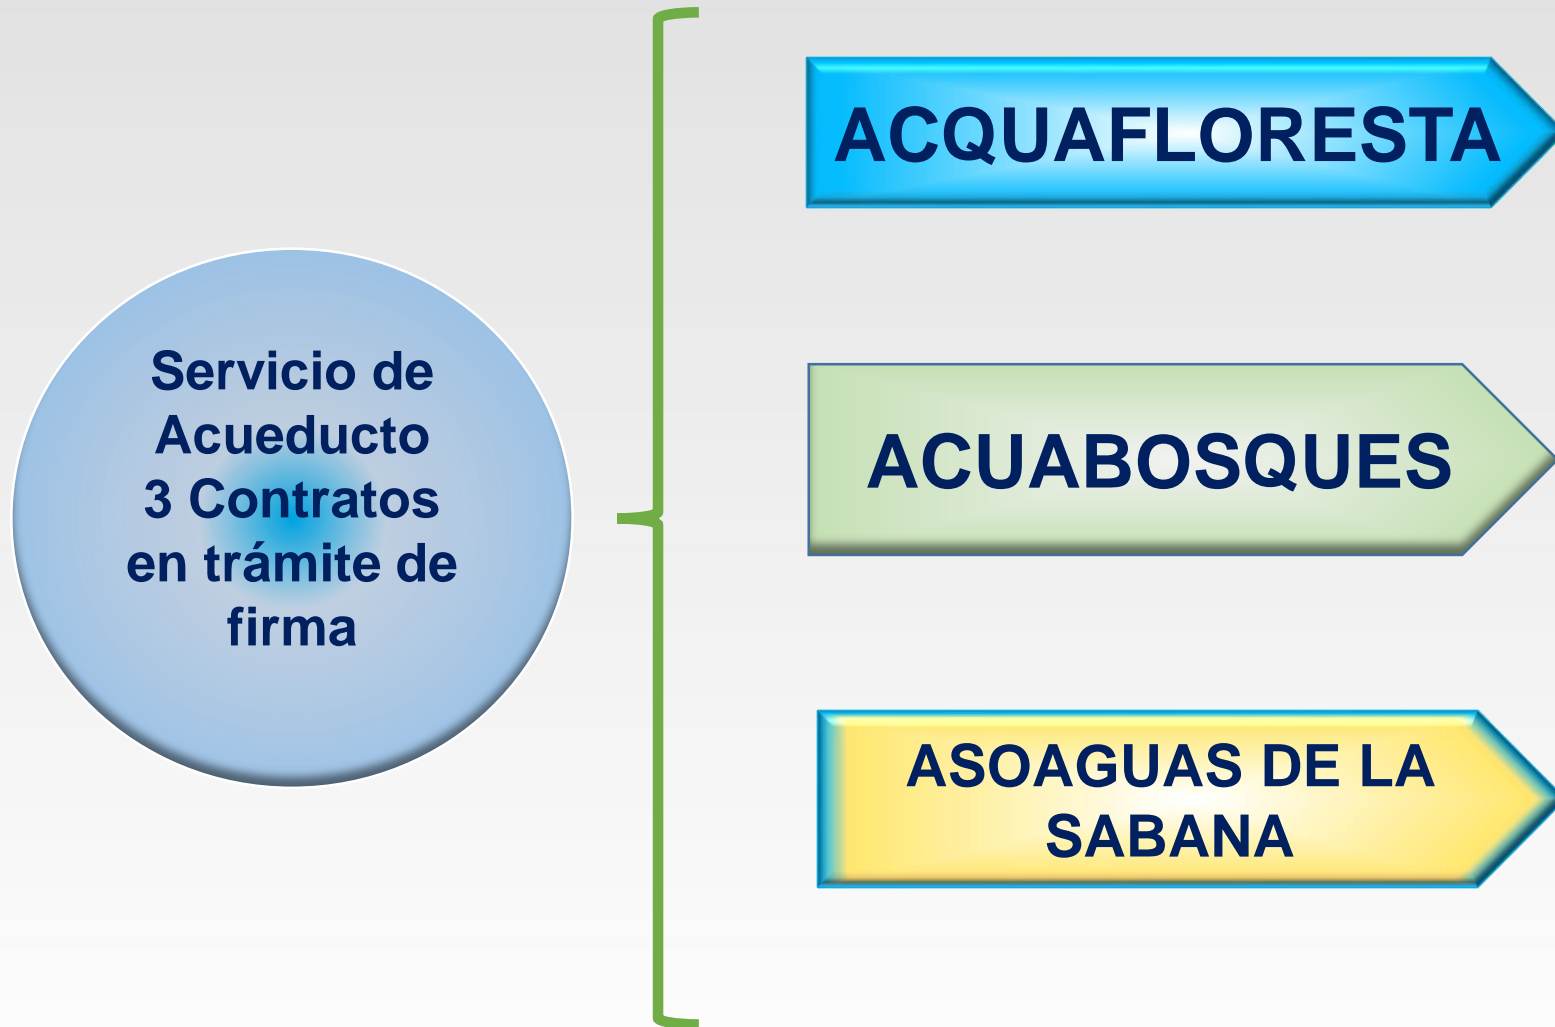 Servicio de
Acueducto
3 Contratos
en trámite de
firma
ACQUAFLORESTA
ACUABOSQUES
ASOAGUAS DE LA
SABANA